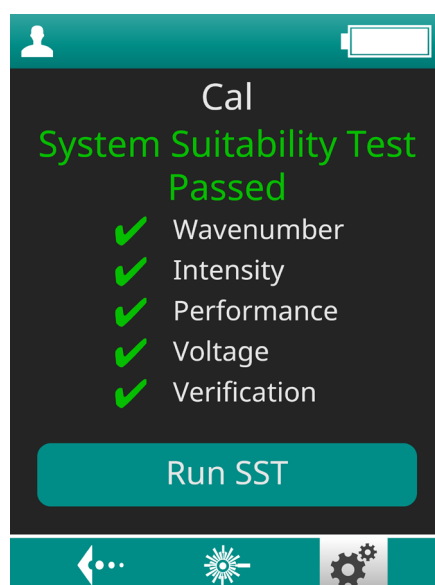 Cal
System Suitability Test
Passed
Wavenumber
Intensity
Performance
Voltage
Verification
Run SST